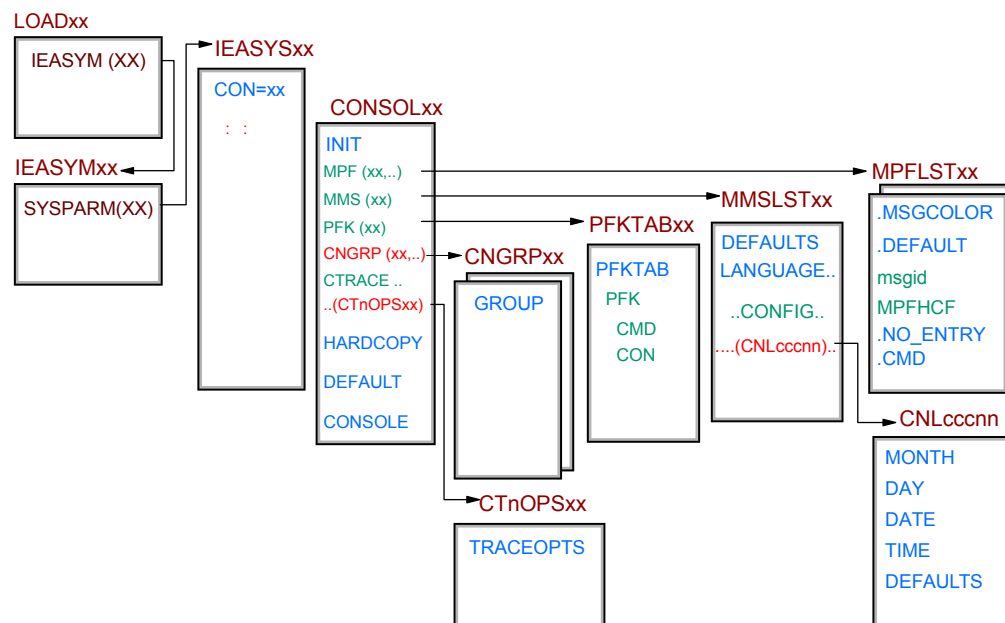 LOADxx
IEASYM (XX)
IEASYMxx
SYSPARM(XX)
IEASYSxx
CON=xx
: :
CONSOLxx
INIT
MPF (xx,..)
MMS (xx)
PFK (xx)
CNGRP (xx,..)
CTRACE ..
..(CTnOPSxx)
HARDCOPY
DEFAULT
CONSOLE
CNGRPxx
GROUP
CTnOPSxx
TRACEOPTS
PFKTABxx
PFKTAB
PFK
CMD
CON
MMSLSTxx
DEFAULTS
LANGUAGE..
..CONFIG..
....(CNLcccnn)..
MPFLSTxx
.MSGCOLOR
.DEFAULT
msgid
MPFHCF
.NO_ENTRY
.CMD
CNLcccnn
MONTH
DAY
DATE
TIME
DEFAULTS